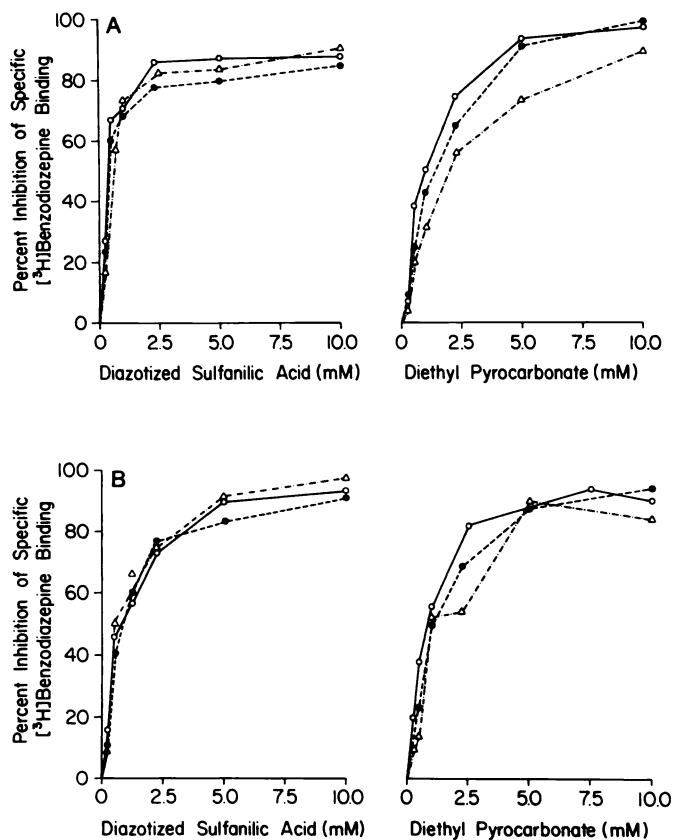 A
100
80
60
40
20
0
Percent Inhibition of Specific
[³H]Benzodiazepine Binding
0 2.5 5.0 7.5 10.0
Diazotized Sulfanilic Acid (mM)
0 2.5 5.0 7.5 10.0
Diethyl Pyrocarbonate (mM)
B
100
80
60
40
20
0
Percent Inhibition of Specific
[³H]Benzodiazepine Binding
0 2.5 5.0 7.5 10.0
Diazotized Sulfanilic Acid (mM)
0 2.5 5.0 7.5 10.0
Diethyl Pyrocarbonate (mM)